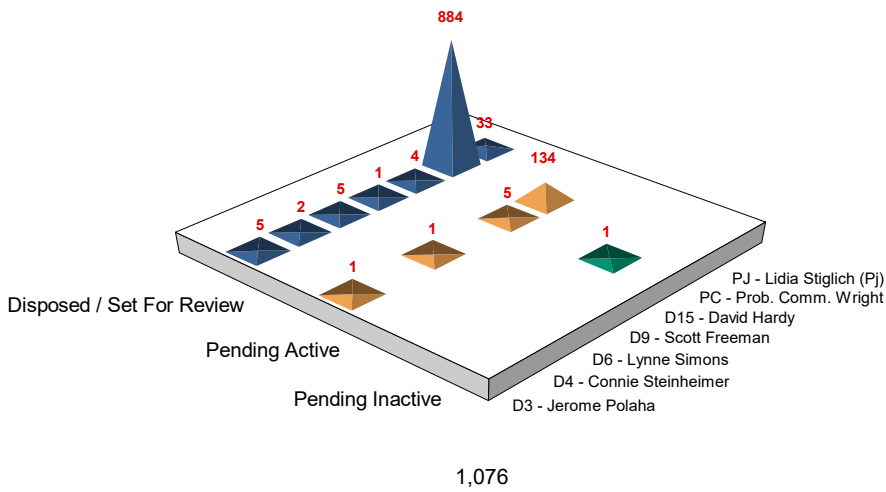 884
33
134
4
1
5
2
5
5
1
1
1
PJ - Lidia Stiglich (Pj)
PC - Prob. Comm. Wright
D15 - David Hardy
D9 - Scott Freeman
D6 - Lynne Simons
D4 - Connie Steinheimer
D3 - Jerome Polaha
Disposed / Set For Review
Pending Active
Pending Inactive
1,076